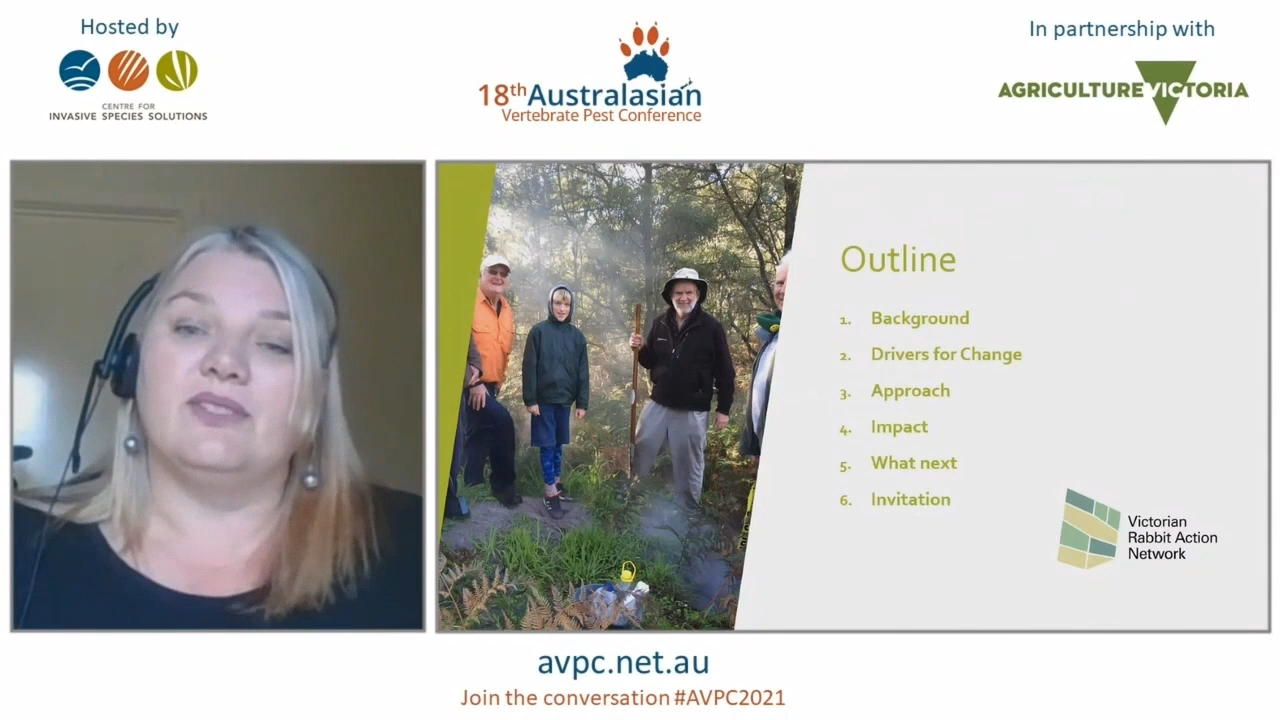 Hosted by
CENTRE FOR
INVASIVE SPECIES SOLUTIONS
18th Australasian
Vertebrate Pest Conference
In partnership with
AGRICULTURE VICTORIA
Outline
1. Background
2. Drivers for Change
3. Approach
4. Impact
5. What next
6. Invitation
Victorian
Rabbit Action
Network
avpc.net.au
Join the conversation #AVPC2021